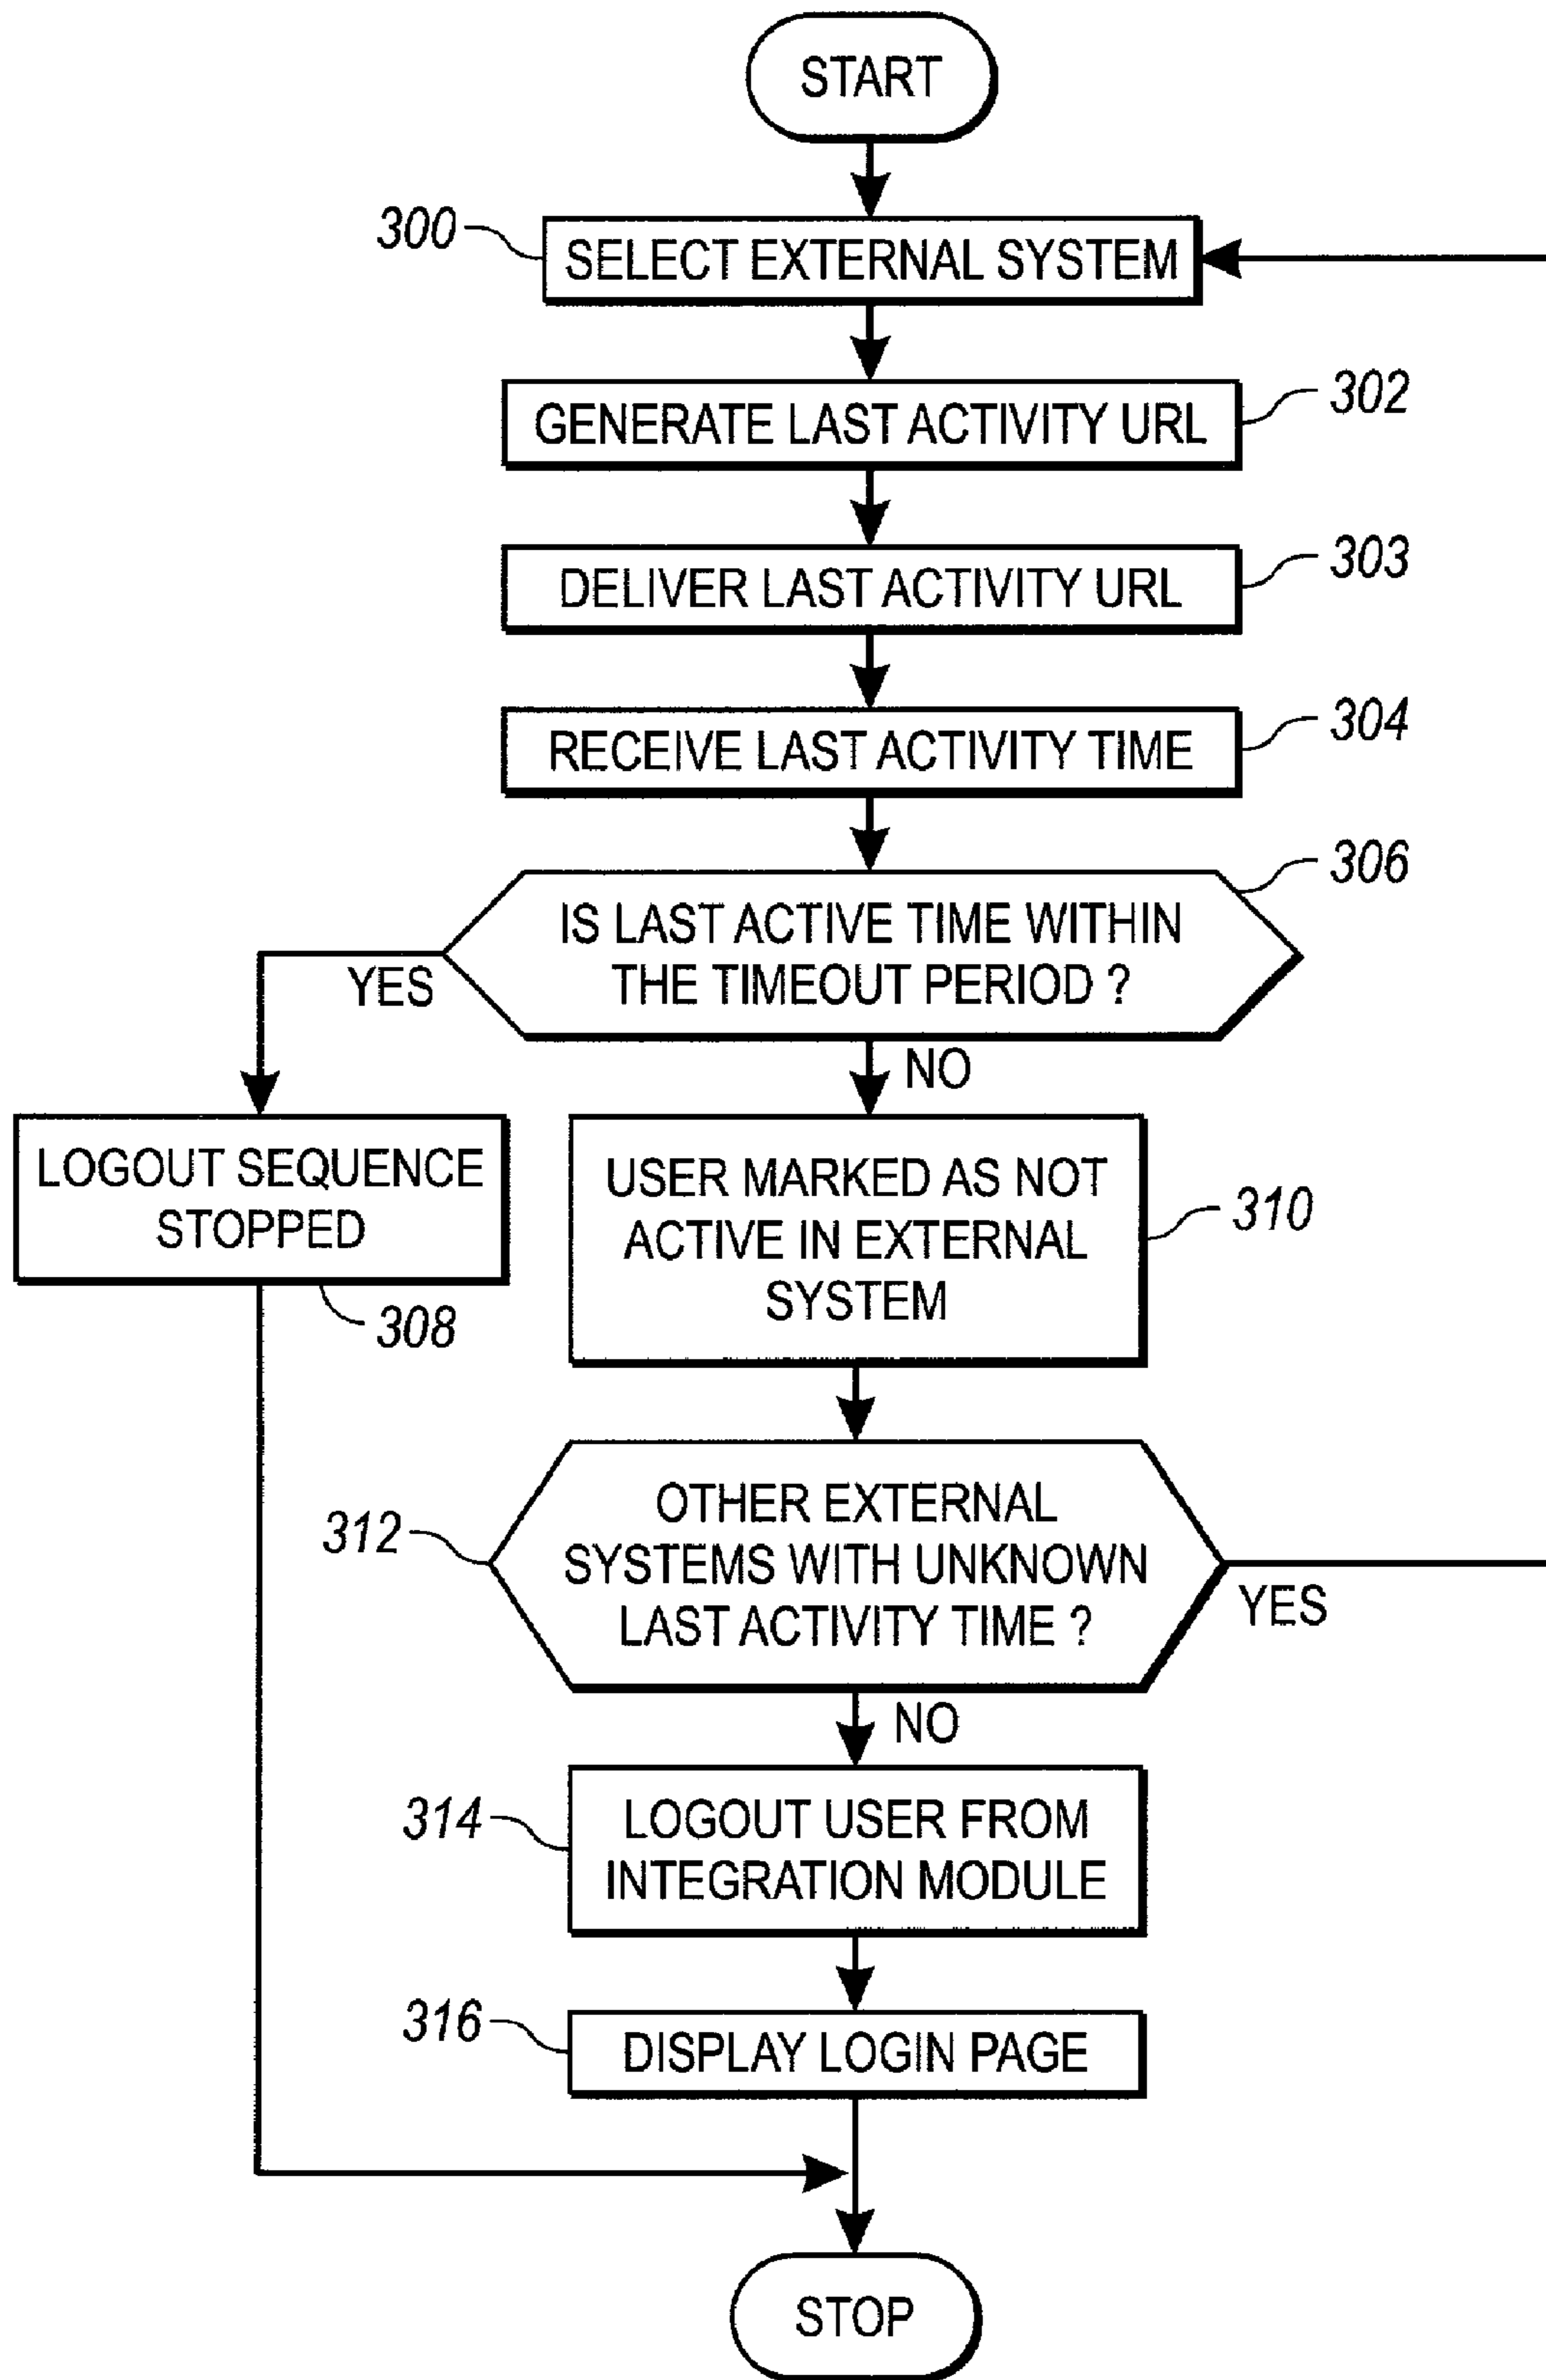 START
300
SELECT EXTERNAL SYSTEM
302
GENERATE LAST ACTIVITY URL
303
DELIVER LAST ACTIVITY URL
304
RECEIVE LAST ACTIVITY TIME
306
IS LAST ACTIVE TIME WITHIN
THE TIMEOUT PERIOD ?
YES
NO
LOGOUT SEQUENCE
STOPPED
308
USER MARKED AS NOT
ACTIVE IN EXTERNAL
SYSTEM
310
312
OTHER EXTERNAL
SYSTEMS WITH UNKNOWN
LAST ACTIVITY TIME ?
YES
NO
314
LOGOUT USER FROM
INTEGRATION MODULE
316
DISPLAY LOGIN PAGE
STOP